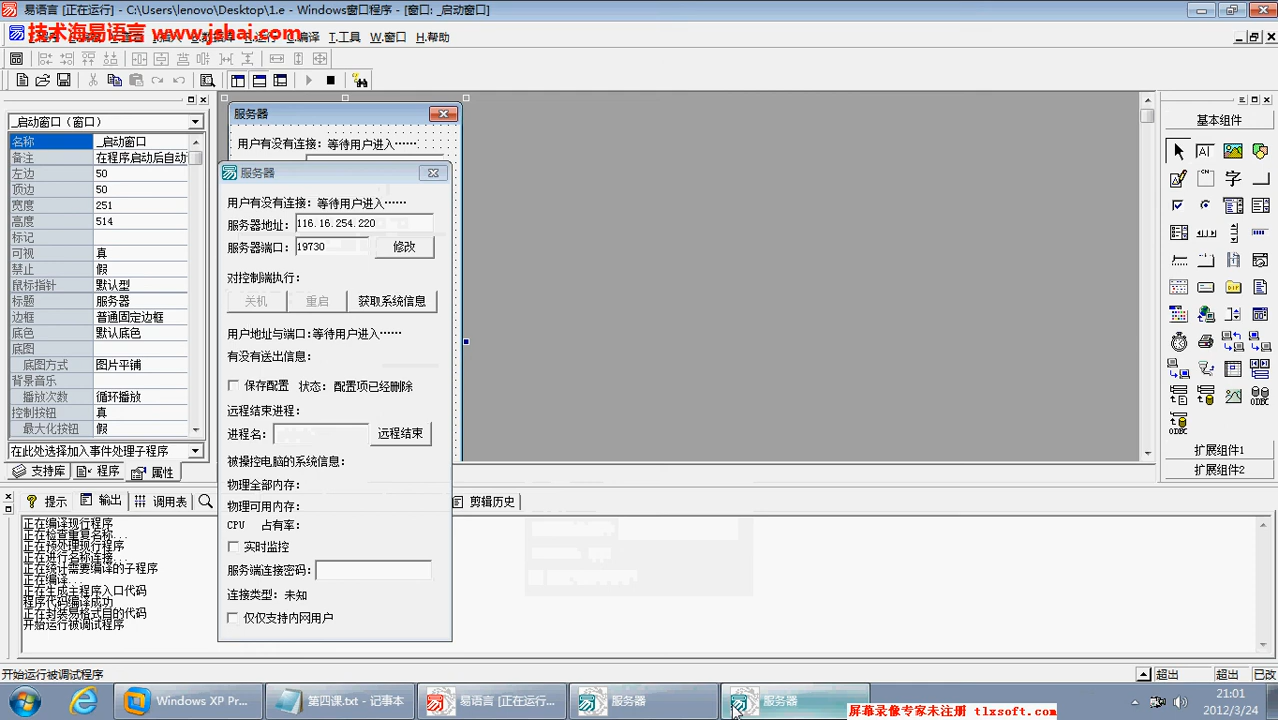 易语言 [正在运行] - C:\Users\lenovo\Desktop\1.e - Windows窗口程序 - [窗口: _启动窗口]
技术海易语言 www.jshai.com
编译 T.工具 W.窗口 H.帮助
_启动窗口（窗口）
名称 _启动窗口
备注 在程序启动后自动
左边 50
顶边 50
宽度 251
高度 514
标记
可视 真
禁止 假
鼠标指针 默认型
标题 服务器
边框 普通固定边框
底色 默认底色
底图
底图方式 图片平铺
背景音乐
播放次数 循环播放
控制按钮 真
最大化按钮 假
在此处选择加入事件处理子程序
支持库 程序 属性
服务器
用户有没有连接: 等待用户进入……
服务器
用户有没有连接: 等待用户进入……
服务器地址: 116.16.254.220
服务器端口: 19730 修改
对控制端执行:
关机 重启 获取系统信息
用户地址与端口:等待用户进入……
有没有送出信息:
保存配置 状态: 配置项已经删除
远程结束进程:
进程名: 远程结束
被操控电脑的系统信息:
物理全部内存:
物理可用内存:
CPU 占有率:
实时监控
服务端连接密码:
连接类型: 未知
仅仅支持内网用户
基本组件
扩展组件1
扩展组件2
提示 输出 调用表 剪辑历史
正在编译现行程序
正在检查重复名称...
正在预处理现行程序
正在进行名称连接...
正在统计需要编译的子程序
正在编译...
正在生成主程序入口代码
程序代码编译成功
正在封装易格式目的代码
开始运行被调试程序
开始运行被调试程序 超出 超出 已改
Windows XP Pr... 第四课.txt - 记事本 易语言 [正在运行... 服务器 服务器
21:01
2012/3/24
屏幕录像专家未注册 tlxsoft.com